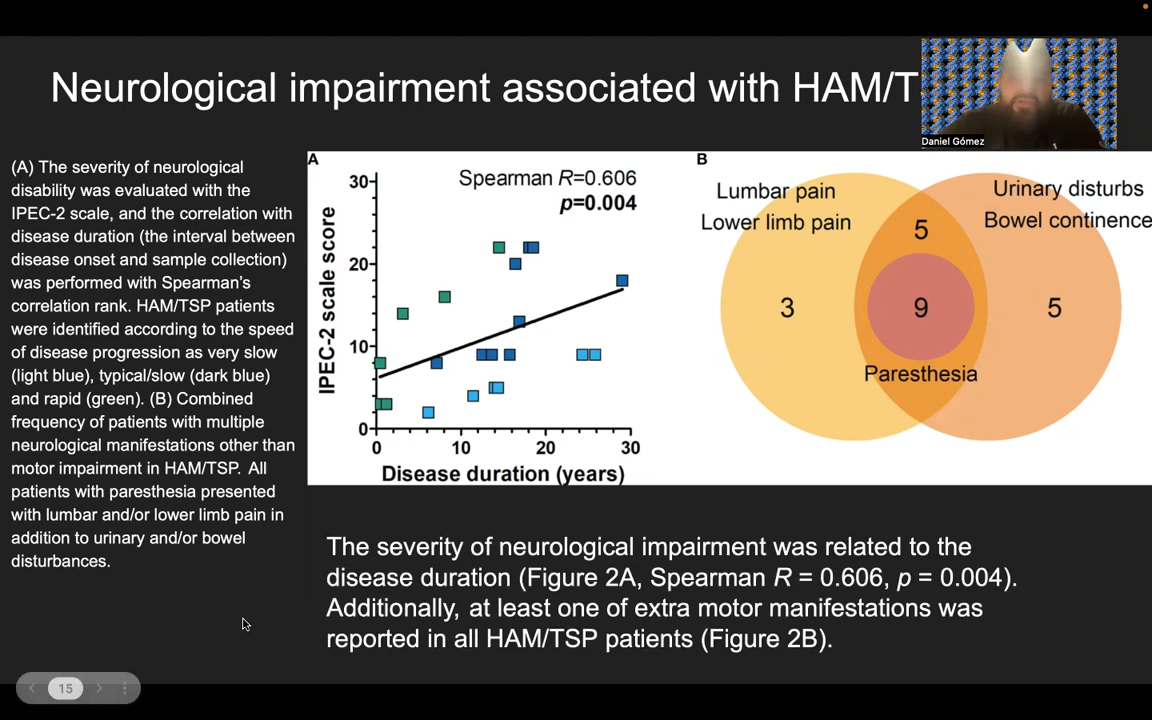 Neurological impairment associated with HAM/T
Daniel Gómez
(A) The severity of neurological
disability was evaluated with the
IPEC-2 scale, and the correlation with
disease duration (the interval between
disease onset and sample collection)
was performed with Spearman's
correlation rank. HAM/TSP patients
were identified according to the speed
of disease progression as very slow
(light blue), typical/slow (dark blue)
and rapid (green). (B) Combined
frequency of patients with multiple
neurological manifestations other than
motor impairment in HAM/TSP. All
patients with paresthesia presented
with lumbar and/or lower limb pain in
addition to urinary and/or bowel
disturbances.
A
Spearman R=0.606
p=0.004
IPEC-2 scale score
30
20
10
0
0 10 20 30
Disease duration (years)
B
Lumbar pain
Lower limb pain
Urinary disturbs
Bowel continence
5
3
9
5
Paresthesia
The severity of neurological impairment was related to the
disease duration (Figure 2A, Spearman R = 0.606, p = 0.004).
Additionally, at least one of extra motor manifestations was
reported in all HAM/TSP patients (Figure 2B).
15